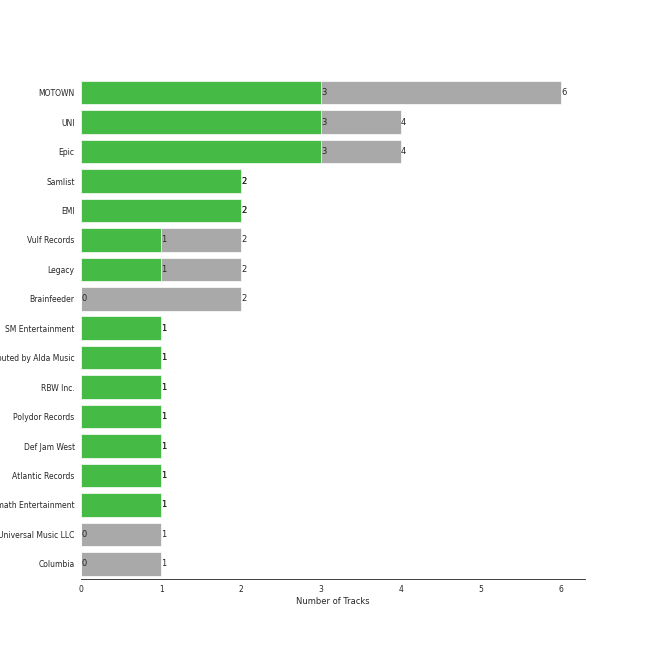 MOTOWN 3 6
UNI 3 4
Epic 3 4
Samlist 2
EMI 2
Vulf Records 1 2
Legacy 1 2
Brainfeeder 0 2
SM Entertainment 1
by Alda Music 1
RBW Inc. 1
Polydor Records 1
Def Jam West 1
Atlantic Records 1
Entertainment 1
Universal Music LLC 0 1
Columbia 0 1
0 1 2 3 4 5 6
Number of Tracks